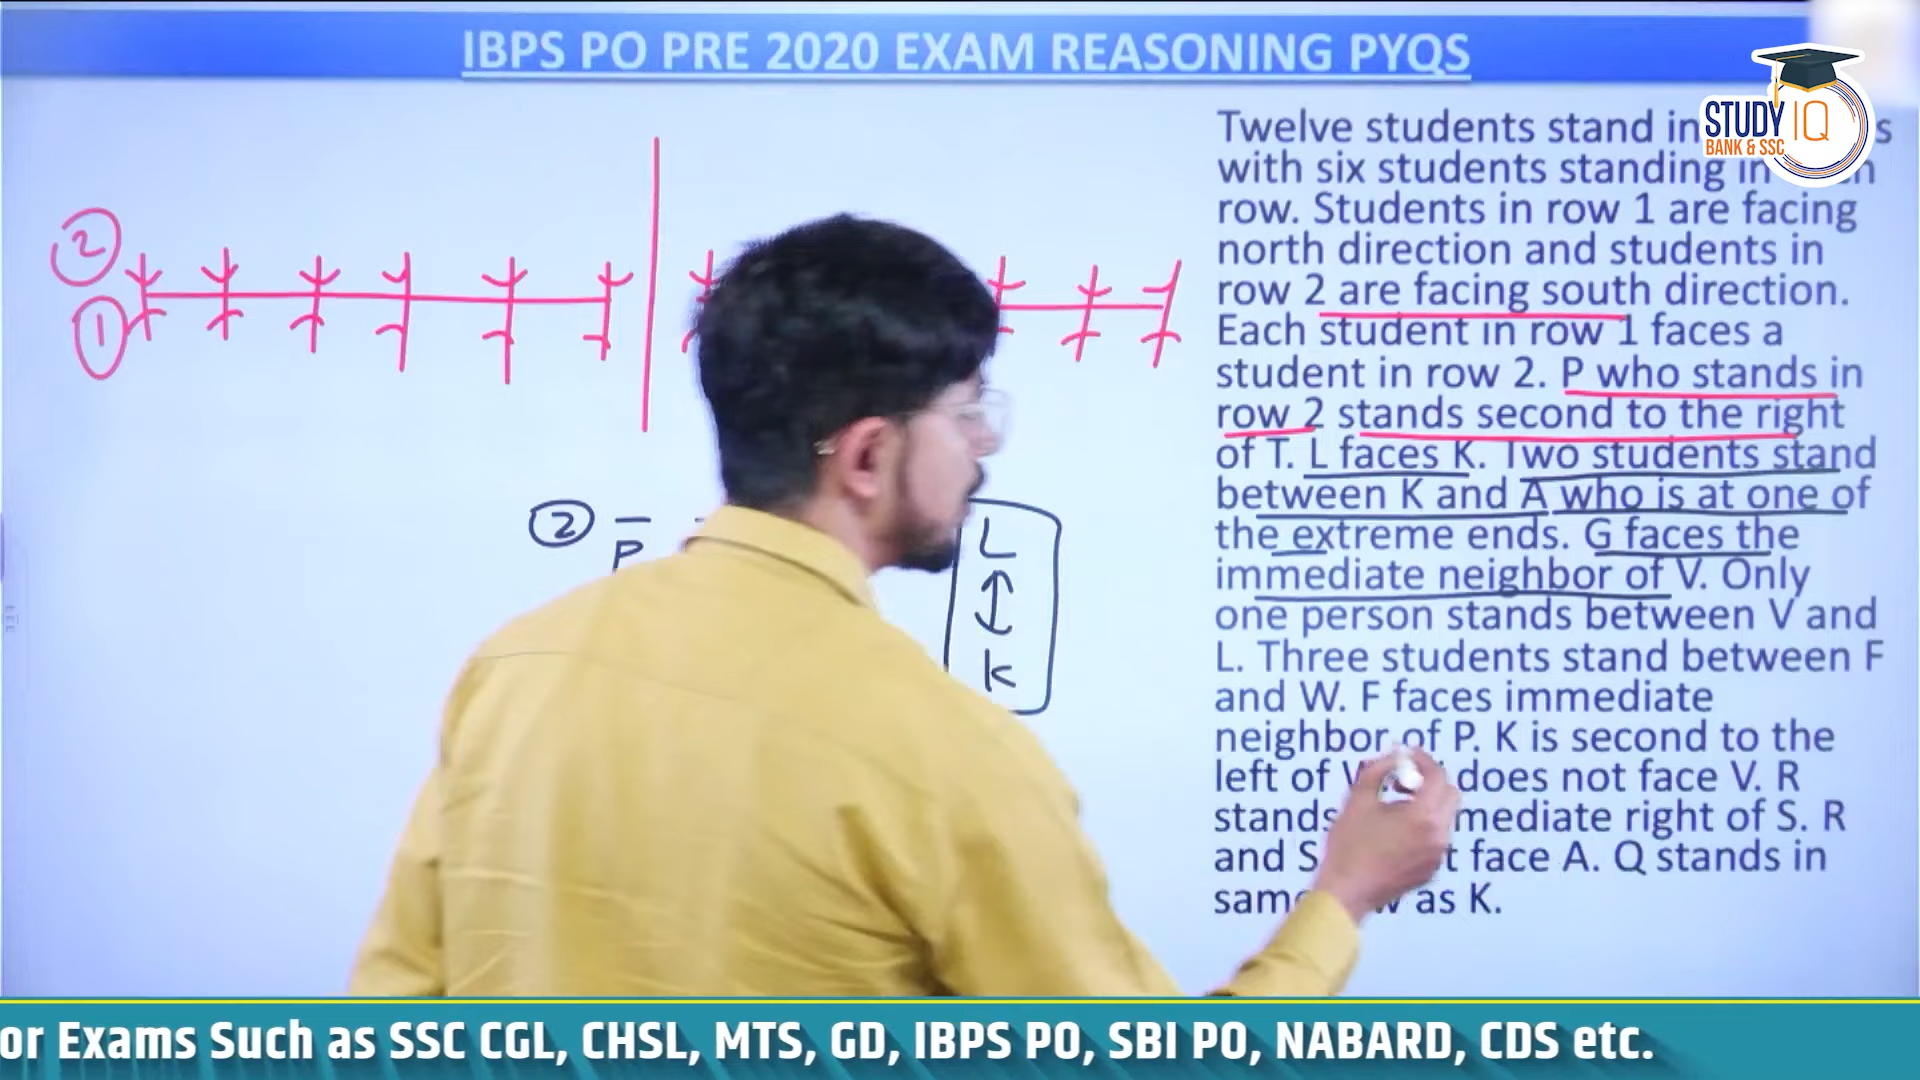 IBPS PO PRE 2020 EXAM REASONING PYQS
STUDY IQ
BANK & SSC
Twelve students stand in s
with six students standing in n
row. Students in row 1 are facing
north direction and students in
row 2 are facing south direction.
Each student in row 1 faces a
student in row 2. P who stands in
row 2 stands second to the right
of T. L faces K. Two students stand
between K and A who is at one of
the extreme ends. G faces the
immediate neighbor of V. Only
one person stands between V and
L. Three students stand between F
and W. F faces immediate
neighbor of P. K is second to the
left of does not face V. R
stands mediate right of S. R
and S t face A. Q stands in
sam as K.
2
1
2
P
L
K
or Exams Such as SSC CGL, CHSL, MTS, GD, IBPS PO, SBI PO, NABARD, CDS etc.